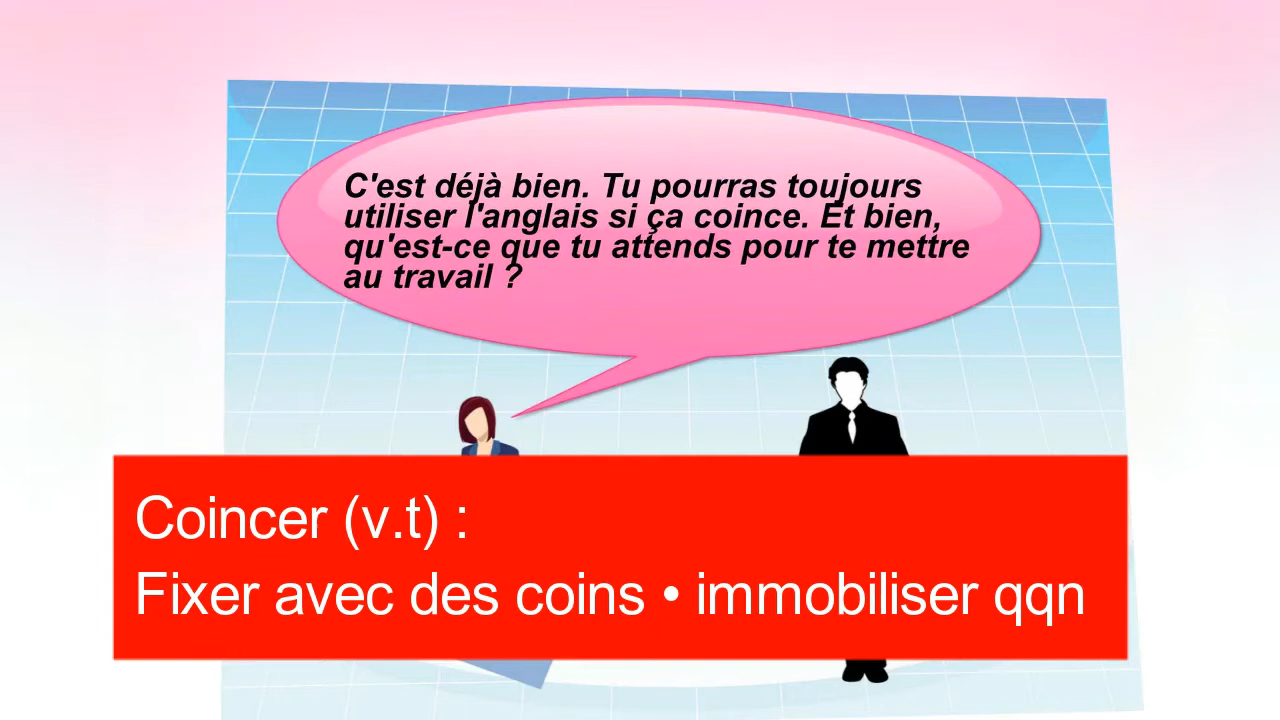 C'est déjà bien. Tu pourras toujours
utiliser l'anglais si ça coince. Et bien,
qu'est-ce que tu attends pour te mettre
au travail ?
Coincer (v.t) :
Fixer avec des coins • immobiliser qqn